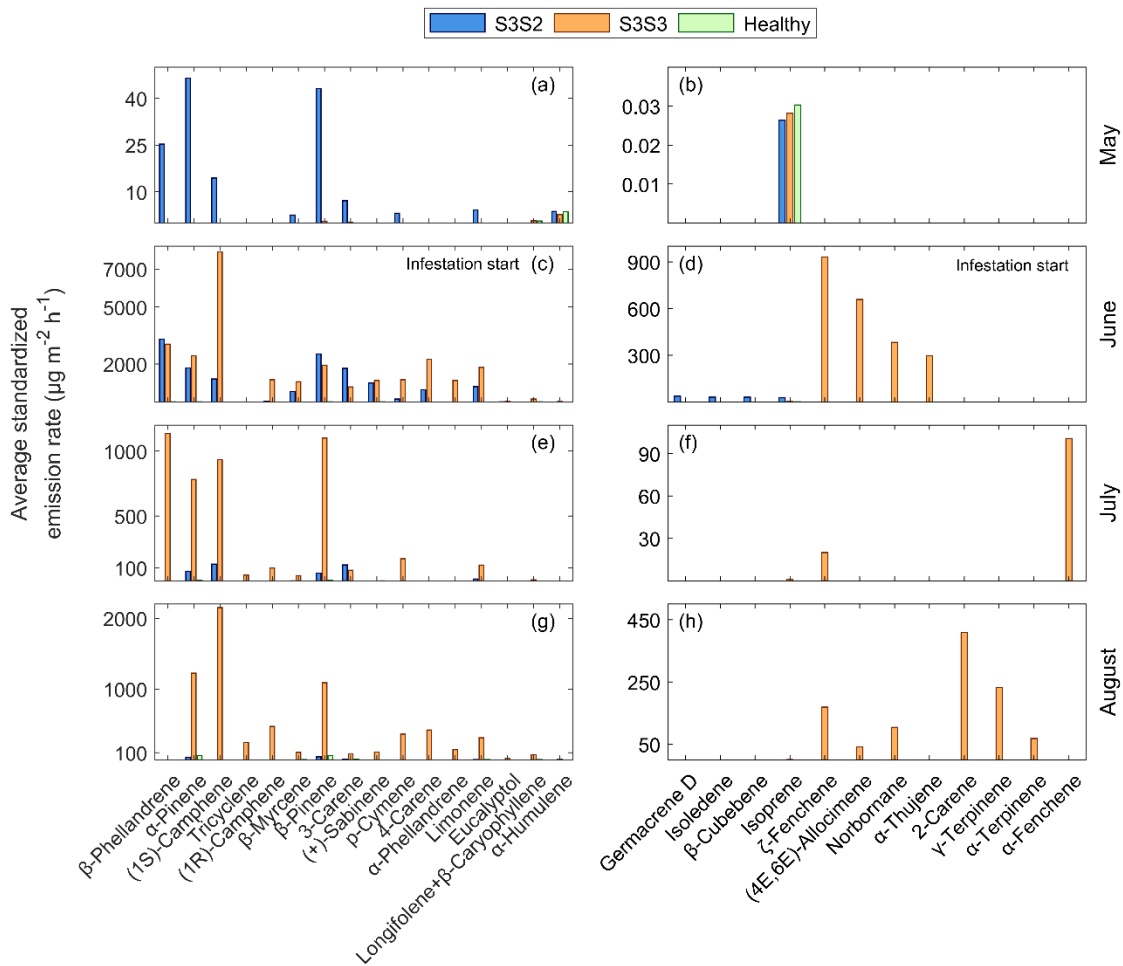 S3S2 S3S3 Healthy
Average standardized
emission rate (µg m⁻² h⁻¹)
(a)
40
25
10
(b)
0.03
0.02
0.01
May
Infestation start (c)
7000
5000
2000
(d) Infestation start
900
600
300
June
(e)
1000
500
100
(f)
90
60
30
July
(g)
2000
1000
100
(h)
450
250
50
August
β-Phellandrene
α-Pinene
(1S)-Camphene
Tricyclene
(1R)-Camphene
β-Myrcene
β-Pinene
3-Carene
(+)-Sabinene
p-Cymene
4-Carene
α-Phellandrene
Limonene
Eucalyptol
Longifolene+β-Caryophyllene
α-Humulene
Germacrene D
Isoledene
β-Cubebene
Isoprene
ζ-Fenchene
(4E,6E)-Allocimene
Norbornane
α-Thujene
2-Carene
γ-Terpinene
α-Terpinene
α-Fenchene